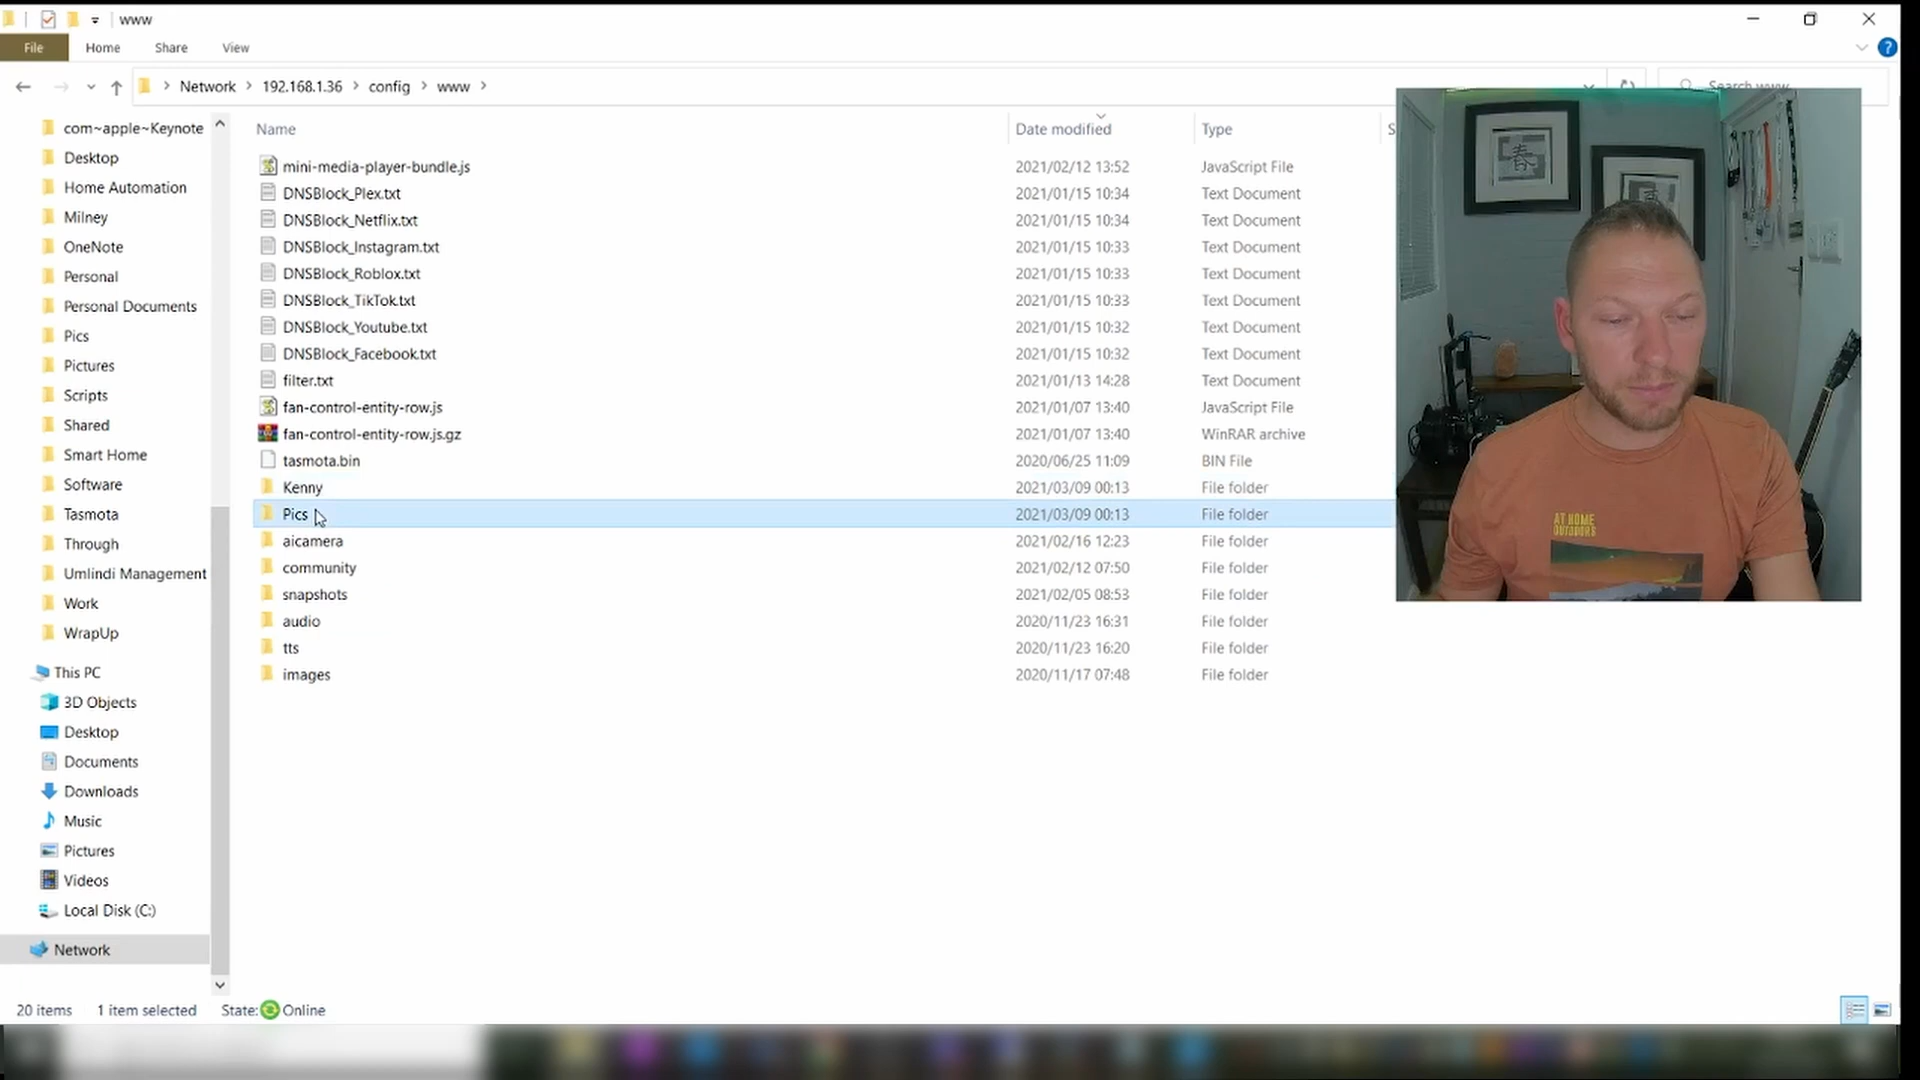 www
File Home Share View
Network > 192.168.1.36 > config > www >
Search www
Name Date modified Type S
com~apple~Keynote
Desktop
Home Automation
Milney
OneNote
Personal
Personal Documents
Pics
Pictures
Scripts
Shared
Smart Home
Software
Tasmota
Through
Umlindi Management
Work
WrapUp
This PC
3D Objects
Desktop
Documents
Downloads
Music
Pictures
Videos
Local Disk (C:)
Network
mini-media-player-bundle.js 2021/02/12 13:52 JavaScript File
DNSBlock_Plex.txt 2021/01/15 10:34 Text Document
DNSBlock_Netflix.txt 2021/01/15 10:34 Text Document
DNSBlock_Instagram.txt 2021/01/15 10:33 Text Document
DNSBlock_Roblox.txt 2021/01/15 10:33 Text Document
DNSBlock_TikTok.txt 2021/01/15 10:33 Text Document
DNSBlock_Youtube.txt 2021/01/15 10:32 Text Document
DNSBlock_Facebook.txt 2021/01/15 10:32 Text Document
filter.txt 2021/01/13 14:28 Text Document
fan-control-entity-row.js 2021/01/07 13:40 JavaScript File
fan-control-entity-row.js.gz 2021/01/07 13:40 WinRAR archive
tasmota.bin 2020/06/25 11:09 BIN File
Kenny 2021/03/09 00:13 File folder
Pics 2021/03/09 00:13 File folder
aicamera 2021/02/16 12:23 File folder
community 2021/02/12 07:50 File folder
snapshots 2021/02/05 08:53 File folder
audio 2020/11/23 16:31 File folder
tts 2020/11/23 16:20 File folder
images 2020/11/17 07:48 File folder
春
AT HOME
OUTDOORS
20 items 1 item selected State: Online